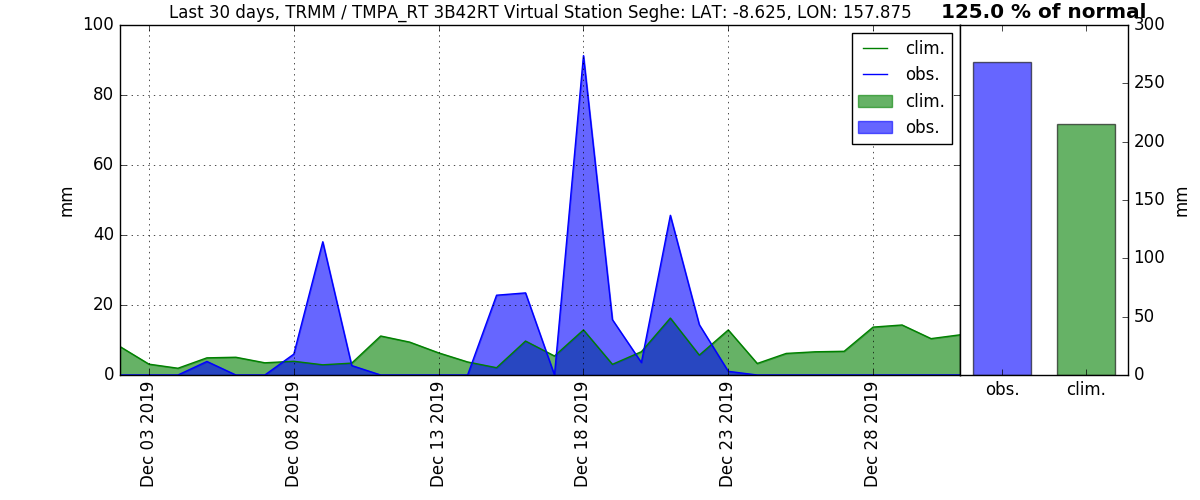 Last 30 days, TRMM / TMPA_RT 3B42RT Virtual Station Seghe: LAT: -8.625, LON: 157.875
125.0 % of normal
100
80
60
40
20
0
mm
clim.
obs.
clim.
obs.
Dec 03 2019
Dec 08 2019
Dec 13 2019
Dec 18 2019
Dec 23 2019
Dec 28 2019
300
250
200
150
100
50
0
mm
obs.
clim.